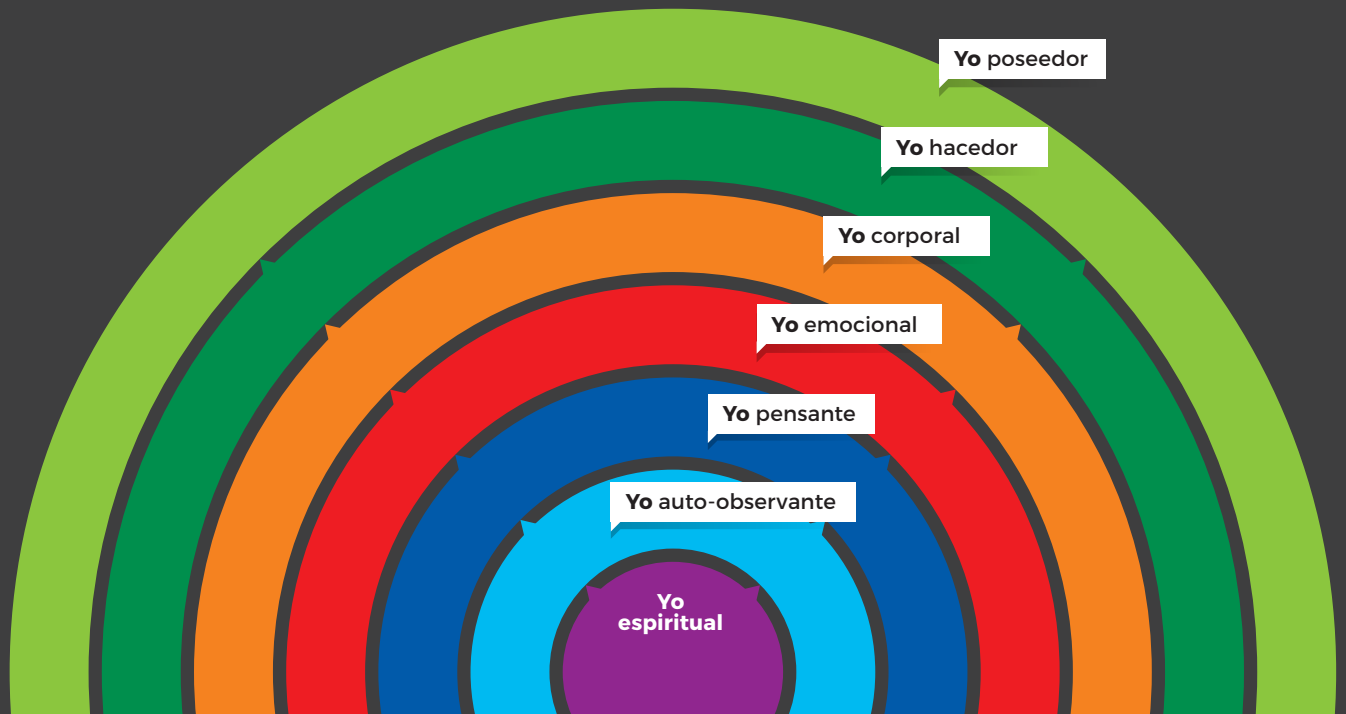 Yo poseedor
Yo hacedor
Yo corporal
Yo emocional
Yo pensante
Yo auto-observante
Yo
espiritual